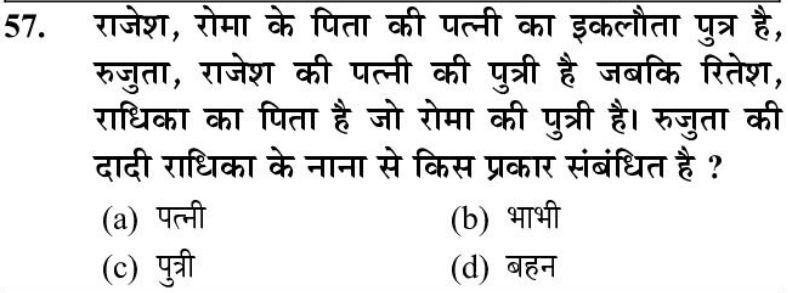 57. राजेश, रोमा के पिता की पत्नी का इकलौता पुत्र है,
रुजुता, राजेश की पत्नी की पुत्री है जबकि रितेश,
राधिका का पिता है जो रोमा की पुत्री है। रुजुता की
दादी राधिका के नाना से किस प्रकार संबंधित है ?
(a) पत्नी (b) भाभी
(c) पुत्री (d) बहन